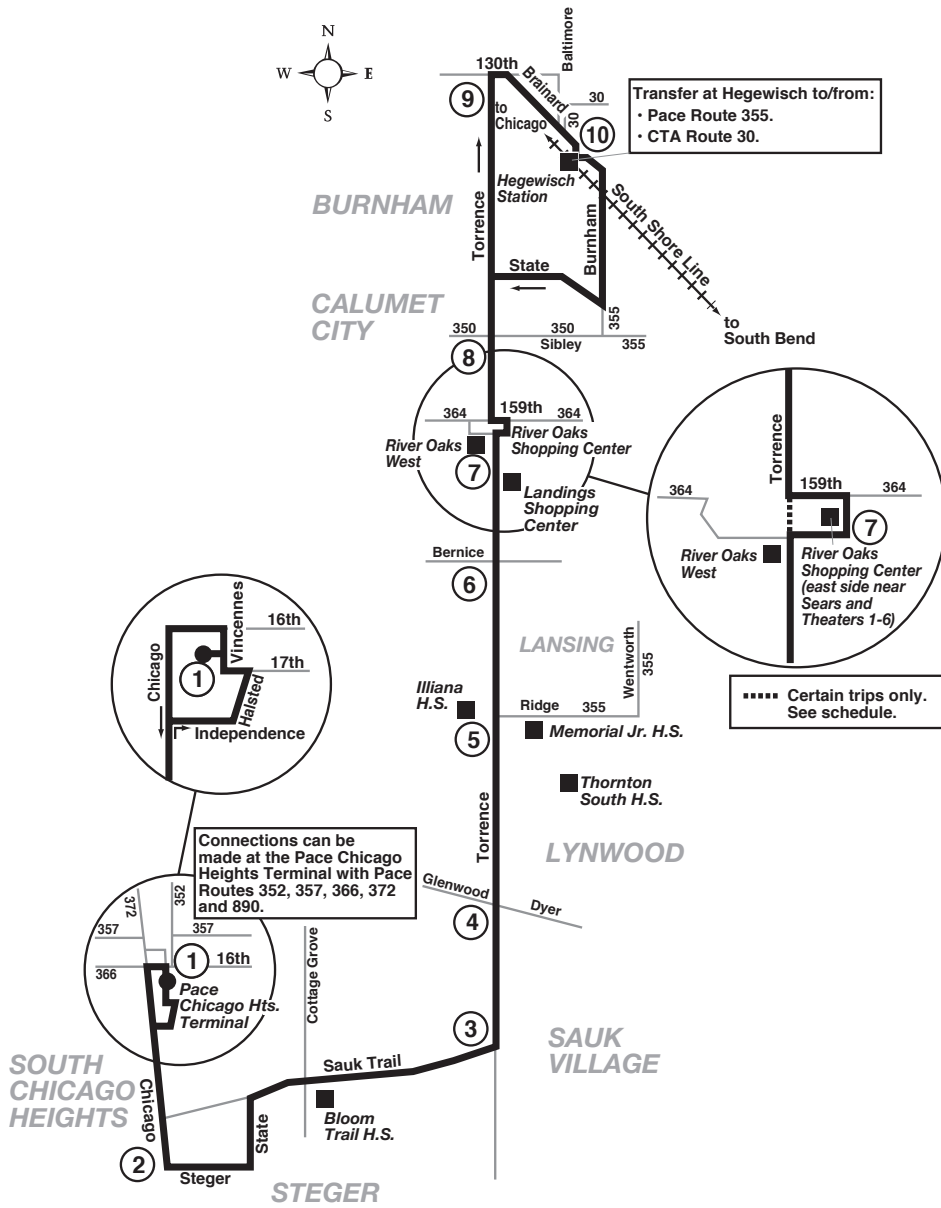 N
W E
S
Baltimore
130th
Brainard
30
30
9
to
Chicago
10
Transfer at Hegewisch to/from:
· Pace Route 355.
· CTA Route 30.
Hegewisch
Station
BURNHAM
Torrence
Burnham
South Shore Line
State
CALUMET
CITY
355
to
South Bend
350
350
Sibley
355
8
364
159th
364
River Oaks
West
River Oaks
Shopping Center
7
Landings
Shopping
Center
Torrence
159th
364
364
7
River Oaks
West
River Oaks
Shopping Center
(east side near
Sears and
Theaters 1-6)
Certain trips only.
See schedule.
Bernice
6
LANSING
Wentworth
355
Illiana
H.S.
Ridge
355
5
Memorial Jr. H.S.
Thornton
South H.S.
Vincennes
16th
17th
Chicago
1
Halsted
Independence
Torrence
LYNWOOD
Connections can be
made at the Pace Chicago
Heights Terminal with Pace
Routes 352, 357, 366, 372
and 890.
Glenwood
Dyer
4
372
352
357
357
1
16th
366
Pace
Chicago Hts.
Terminal
Cottage Grove
3
SAUK
VILLAGE
Sauk Trail
SOUTH
CHICAGO
HEIGHTS
Chicago
State
Bloom
Trail H.S.
2
Steger
STEGER